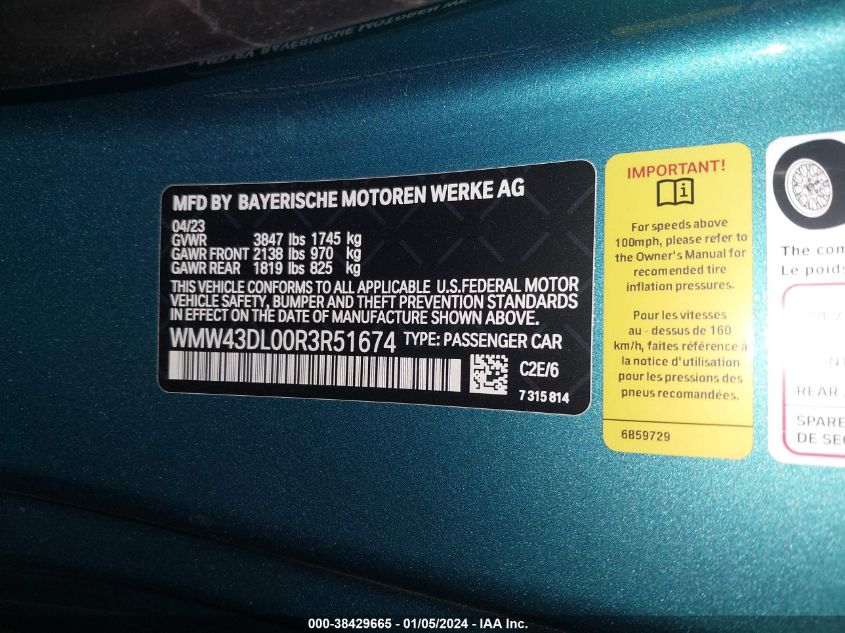 MFD BY BAYERISCHE MOTOREN WERKE AG
04/23
GVWR 3847 lbs 1745 kg
GAWR FRONT 2138 lbs 970 kg
GAWR REAR 1819 lbs 825 kg
THIS VEHICLE CONFORMS TO ALL APPLICABLE U.S.FEDERAL MOTOR
VEHICLE SAFETY, BUMPER AND THEFT PREVENTION STANDARDS
IN EFFECT ON THE DATE OF MANUFACTURE SHOWN ABOVE.
WMW43DL00R3R51674 TYPE: PASSENGER CAR
C2E/6
7 315 814
IMPORTANT!
For speeds above
100mph, please refer to
the Owner's Manual for
recomended tire
inflation pressures.
Pour les vitesses
au - dessus de 160
km/h, faites référence à
la notice d'utilisation
pour les pressions des
pneus recomandées.
6859729
The com
Le poids
REAR
SPARE
DE SE
000-38429665 - 01/05/2024 - IAA Inc.